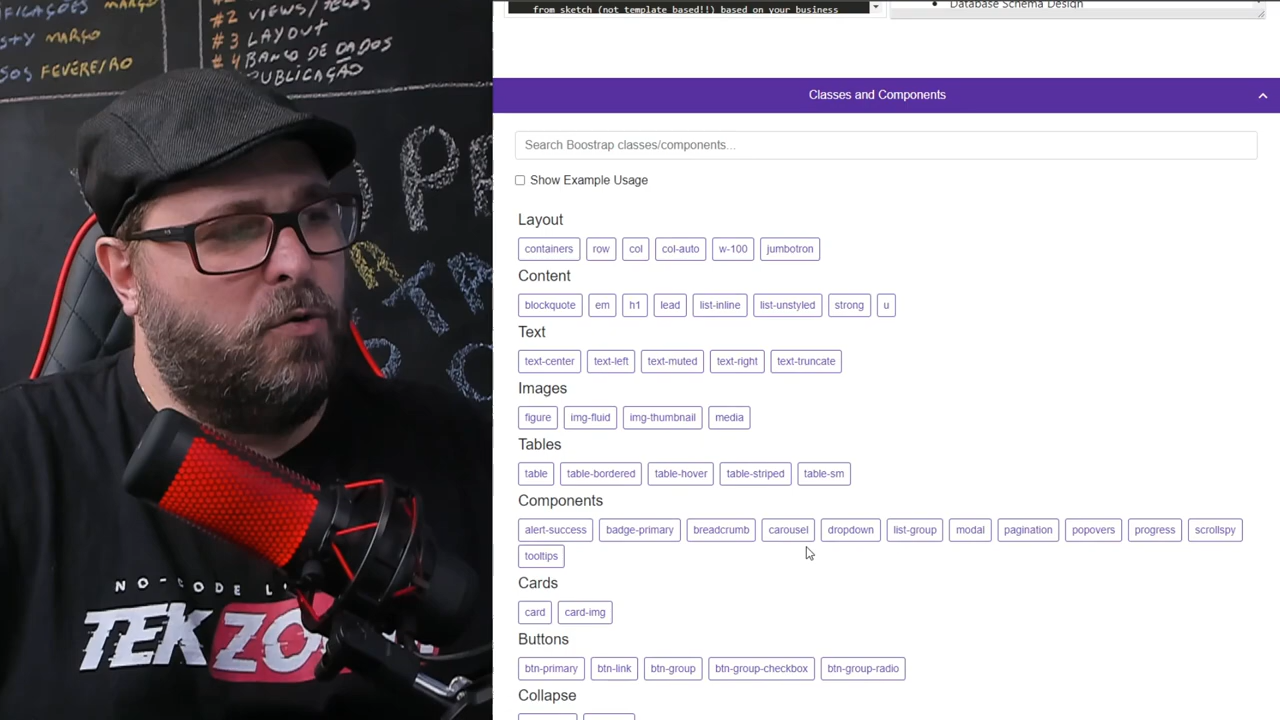 MARÇO
#2 VIEWS/TELAS
#3 LAYOUT
#4 BANCO DE DADOS
PUBLICAÇÃO
MARÇO
FEVEREIRO
NO-CODE
TEKZO
from sketch (not template based!!) based on your business
Database Schema Design
Classes and Components
Search Boostrap classes/components...
Show Example Usage
Layout
containers row col col-auto w-100 jumbotron
Content
blockquote em h1 lead list-inline list-unstyled strong u
Text
text-center text-left text-muted text-right text-truncate
Images
figure img-fluid img-thumbnail media
Tables
table table-bordered table-hover table-striped table-sm
Components
alert-success badge-primary breadcrumb carousel dropdown list-group modal pagination popovers progress scrollspy
tooltips
Cards
card card-img
Buttons
btn-primary btn-link btn-group btn-group-checkbox btn-group-radio
Collapse